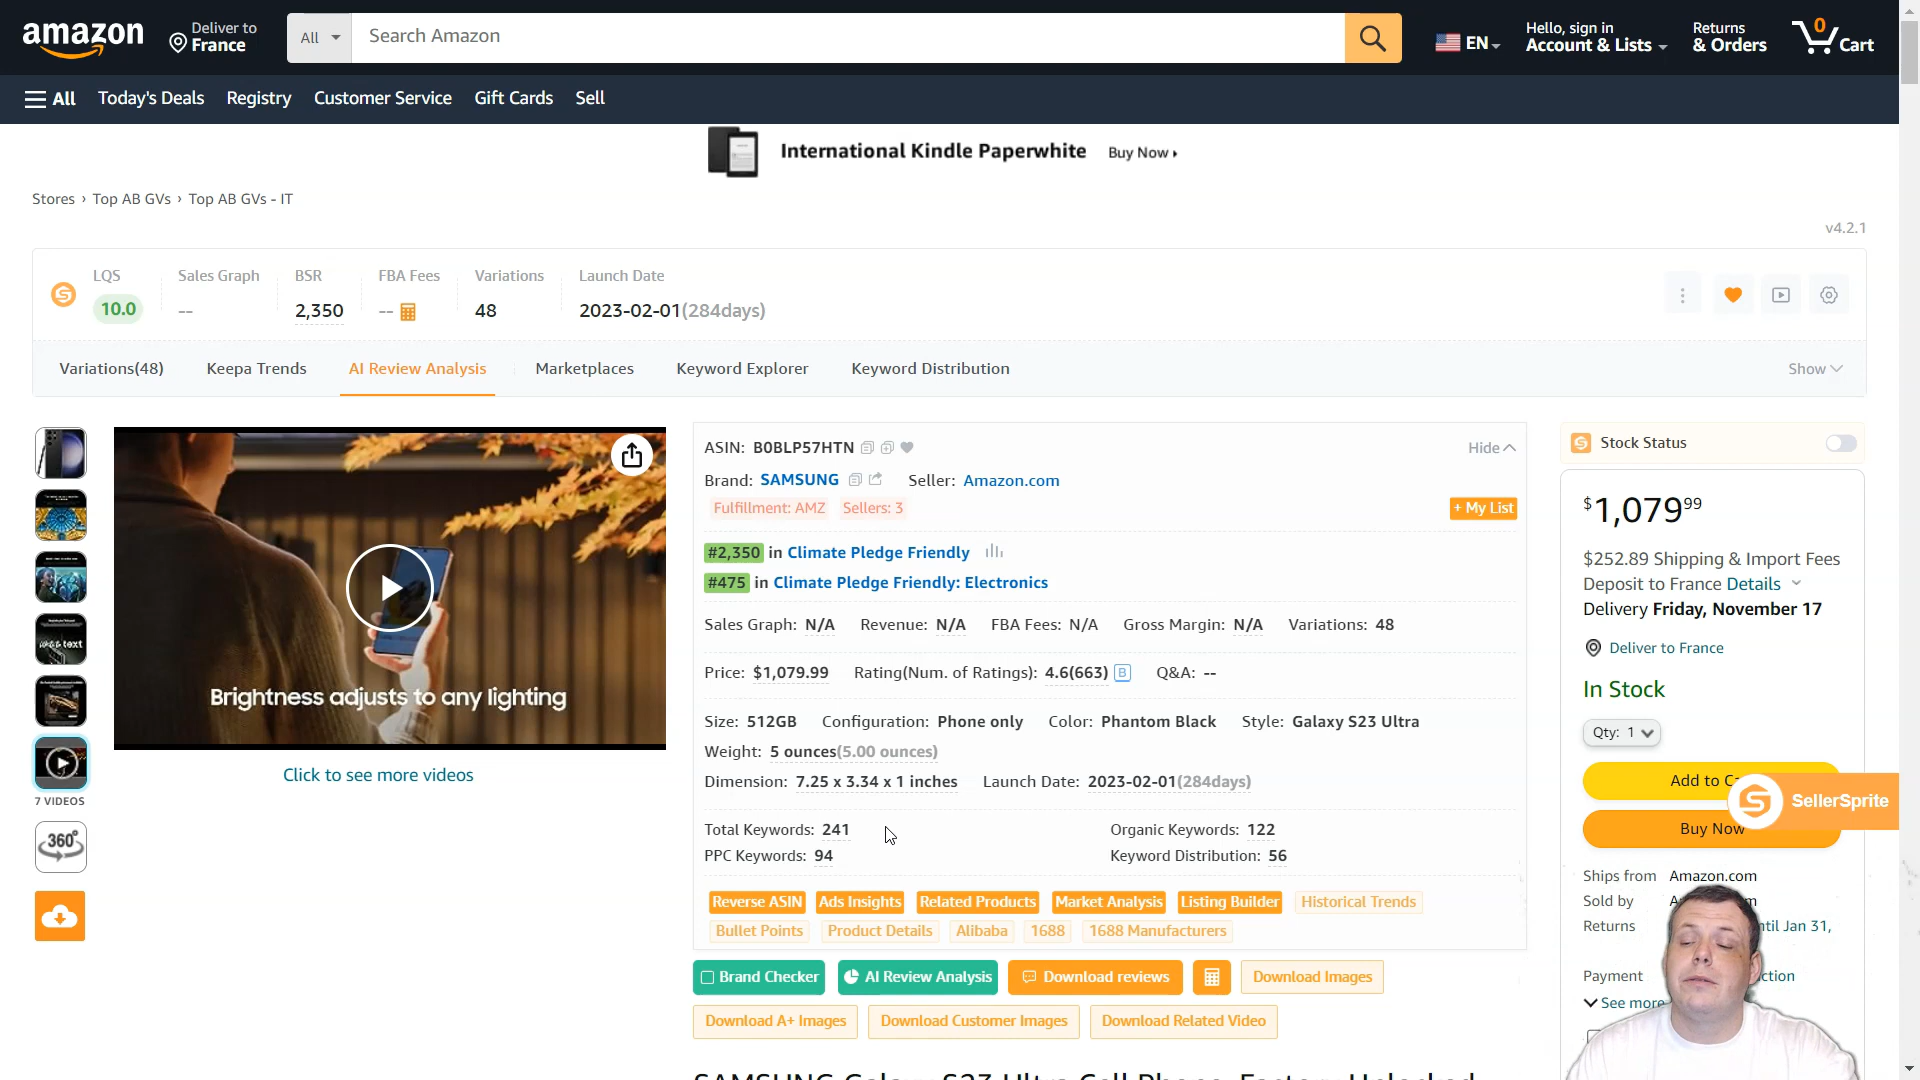 amazon
Deliver to
France
All
Search Amazon
EN
Hello, sign in
Account & Lists
Returns
& Orders
0
Cart
All
Today's Deals
Registry
Customer Service
Gift Cards
Sell
International Kindle Paperwhite
Buy Now
Stores › Top AB GVs › Top AB GVs - IT
v4.2.1
LQS
10.0
Sales Graph
--
BSR
2,350
FBA Fees
--
Variations
48
Launch Date
2023-02-01(284days)
Variations(48)
Keepa Trends
AI Review Analysis
Marketplaces
Keyword Explorer
Keyword Distribution
Show
Brightness adjusts to any lighting
Click to see more videos
7 VIDEOS
360°
ASIN: B0BLP57HTN
Hide
Brand: SAMSUNG Seller: Amazon.com
Fulfillment: AMZ Sellers: 3
+ My List
#2,350 in Climate Pledge Friendly
#475 in Climate Pledge Friendly: Electronics
Sales Graph: N/A Revenue: N/A FBA Fees: N/A Gross Margin: N/A Variations: 48
Price: $1,079.99 Rating(Num. of Ratings): 4.6(663) B Q&A: --
Size: 512GB Configuration: Phone only Color: Phantom Black Style: Galaxy S23 Ultra
Weight: 5 ounces(5.00 ounces)
Dimension: 7.25 x 3.34 x 1 inches Launch Date: 2023-02-01(284days)
Total Keywords: 241 Organic Keywords: 122
PPC Keywords: 94 Keyword Distribution: 56
Reverse ASIN Ads Insights Related Products Market Analysis Listing Builder Historical Trends
Bullet Points Product Details Alibaba 1688 1688 Manufacturers
Brand Checker AI Review Analysis Download reviews Download Images
Download A+ Images Download Customer Images Download Related Video
SAMSUNG Galaxy S23 Ultra Cell Phone, Factory Unlocked
Stock Status
$1,079 99
$252.89 Shipping & Import Fees
Deposit to France Details
Delivery Friday, November 17
Deliver to France
In Stock
Qty: 1
Add to
SellerSprite
Buy Now
Ships from Amazon.com
Sold by
Returns Jan 31,
Payment
See more